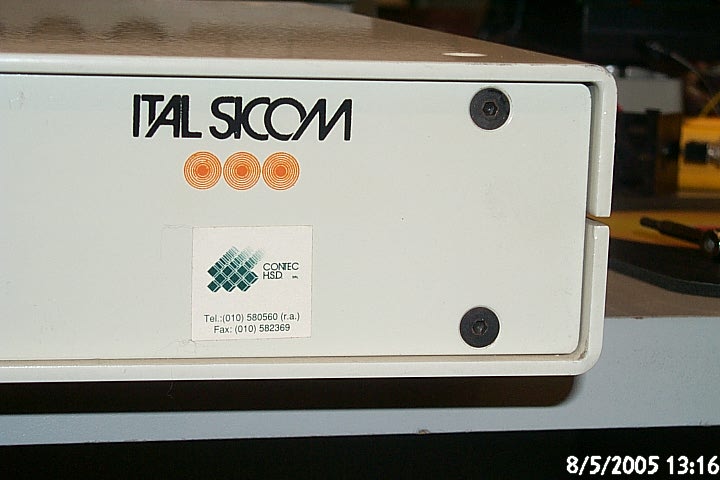 ITAL SICOM
CONTEC
H.S.D.
Tel.:(010) 580560 (r.a.)
Fax: (010) 582369
8/5/2005 13:16